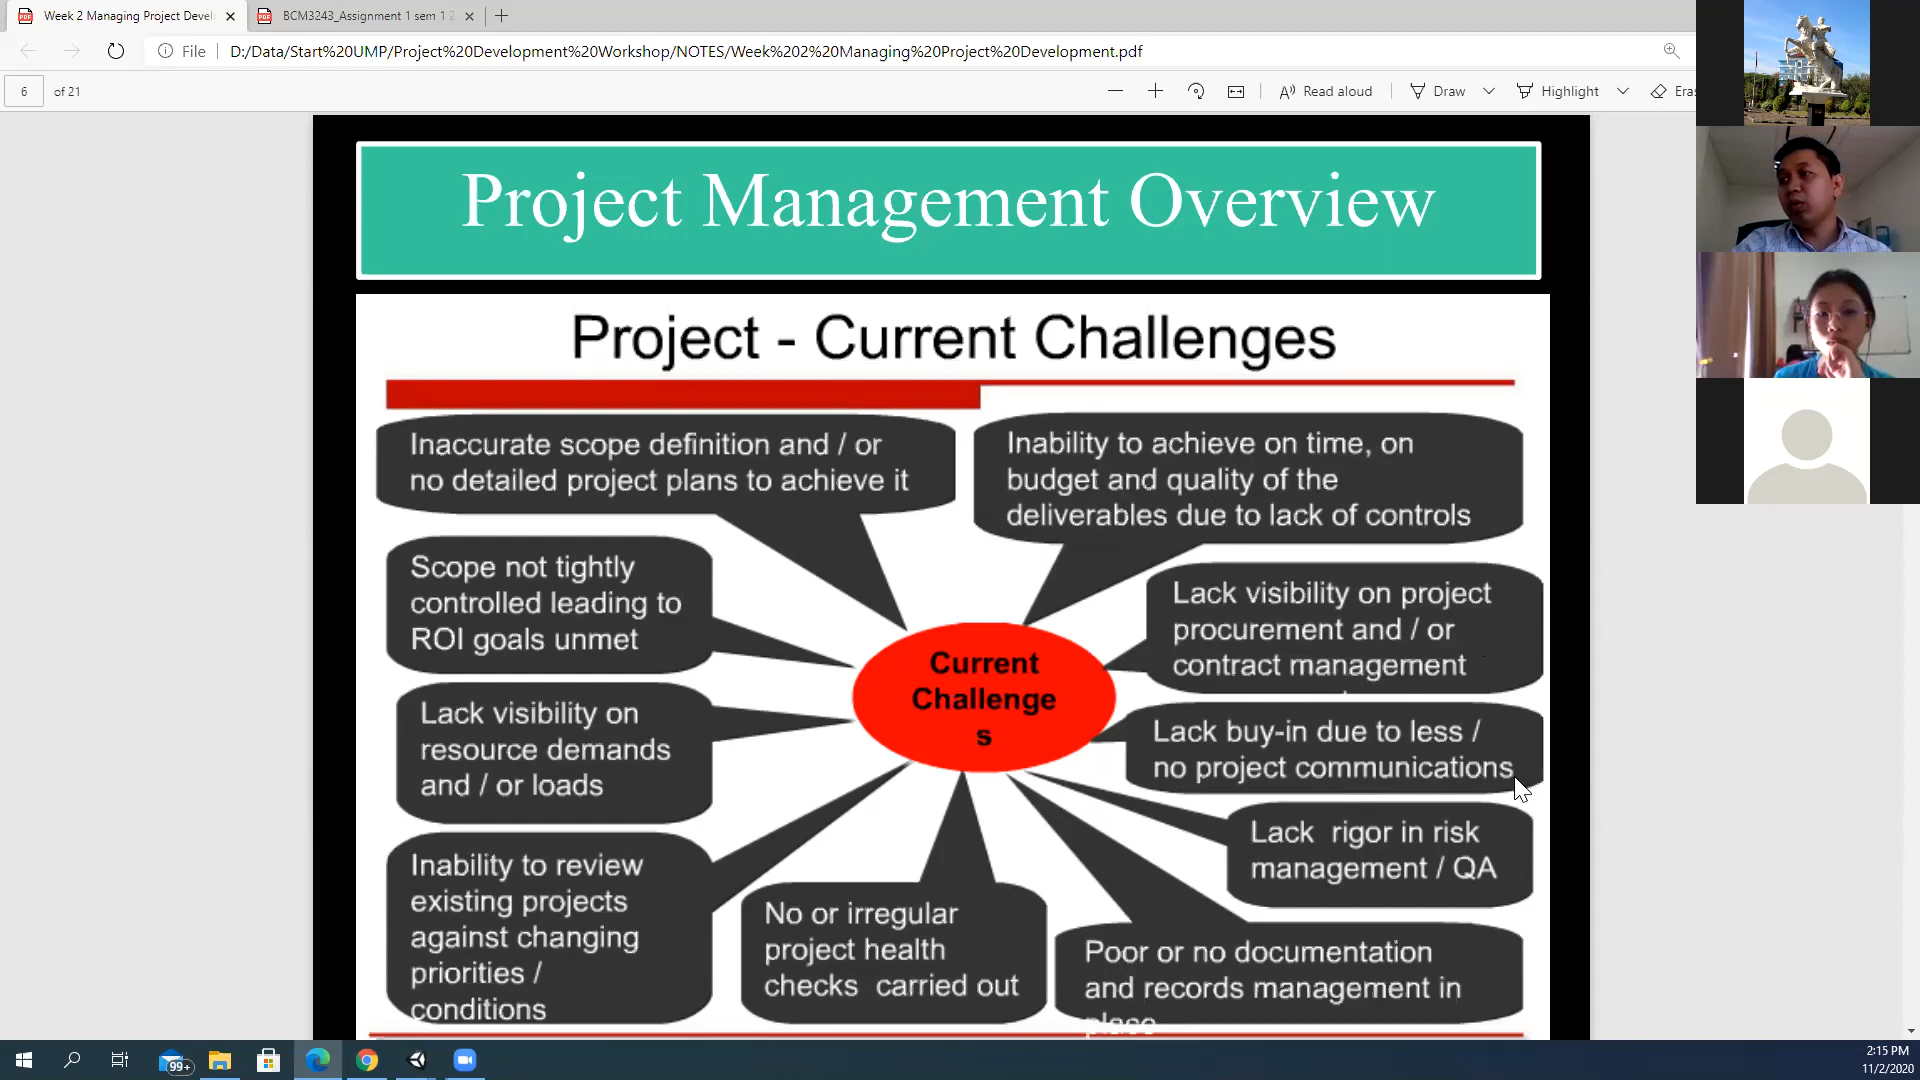 Week 2 Managing Project Devel
BCM3243_Assignment 1 sem 1 2
File
D:/Data/Start%20UMP/Project%20Development%20Workshop/NOTES/Week%202%20Managing%20Project%20Development.pdf
6 of 21
Read aloud
Draw
Highlight
Eras
Project Management Overview
Project - Current Challenges
Inaccurate scope definition and / or
no detailed project plans to achieve it
Inability to achieve on time, on
budget and quality of the
deliverables due to lack of controls
Scope not tightly
controlled leading to
ROI goals unmet
Lack visibility on project
procurement and / or
contract management
Current
Challenge
s
Lack visibility on
resource demands
and / or loads
Lack buy-in due to less /
no project communications
Lack  rigor in risk
management / QA
Inability to review
existing projects
against changing
priorities /
conditions
No or irregular
project health
checks  carried out
Poor or no documentation
and records management in
place
99+
2:15 PM
11/2/2020